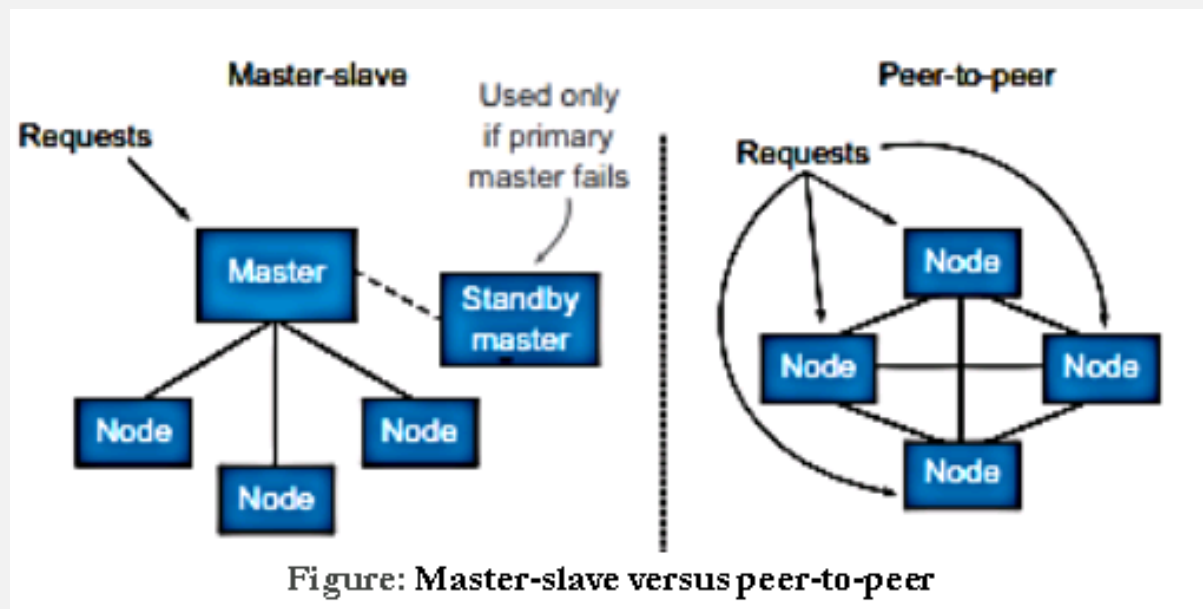 Master-slave
Requests
Used only
if primary
master fails
Master
Standby
master
Node
Node
Node
Peer-to-peer
Requests
Node
Node
Node
Node
Figure: Master-slave versus peer-to-peer